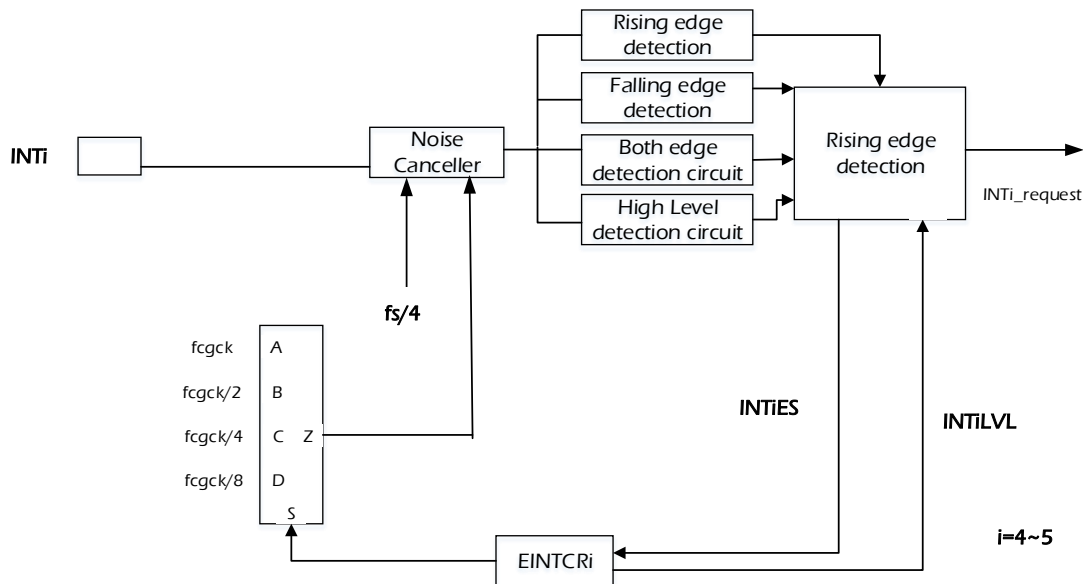 Rising edge
detection
Falling edge
detection
Both edge
detection circuit
High Level
detection circuit
Rising edge
detection
INTi
Noise
Canceller
INTi_request
fs/4
fcgck
A
fcgck/2
B
fcgck/4
C Z
fcgck/8
D
S
INTiES
INTiLVL
EINTCRi
i=4~5